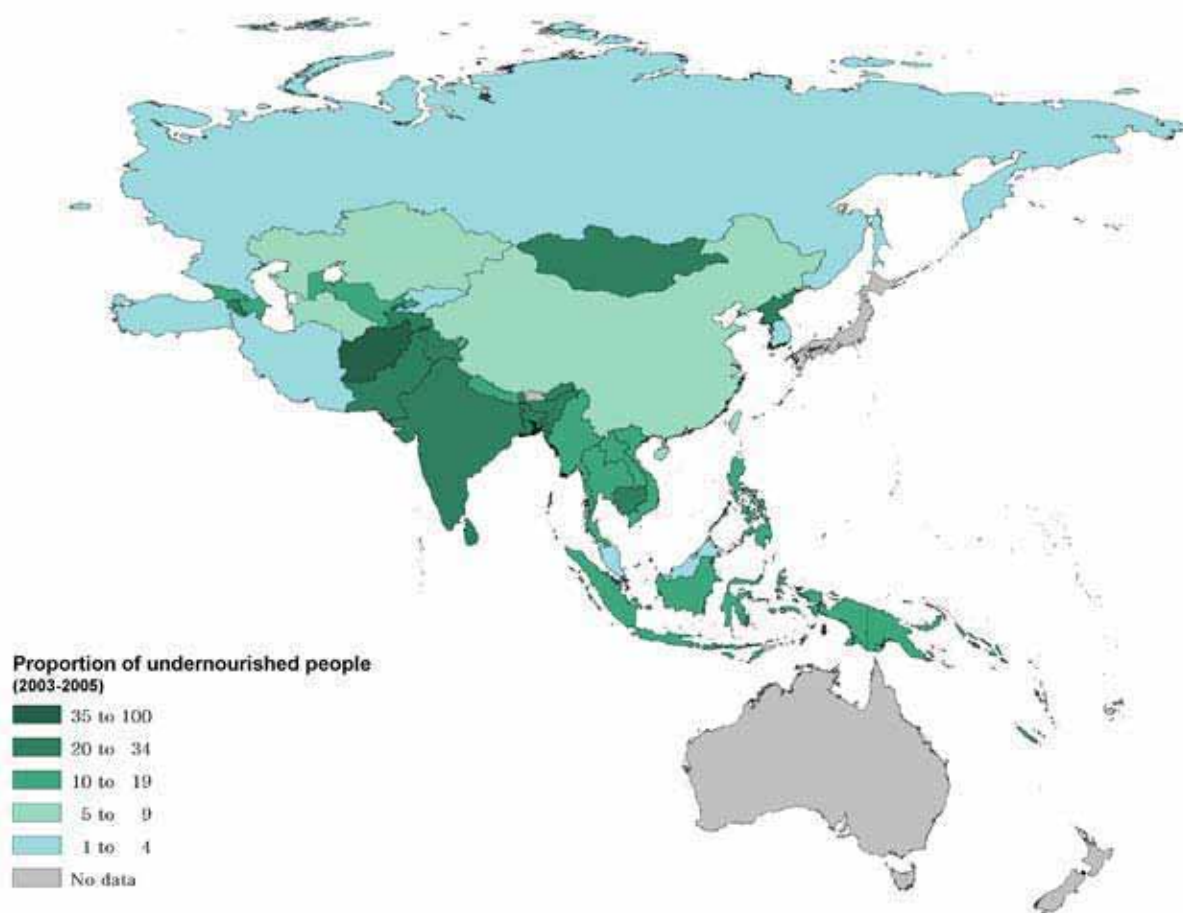 Proportion of undernourished people
(2003-2005)
35 to 100
20 to 34
10 to 19
5 to 9
1 to 4
No data